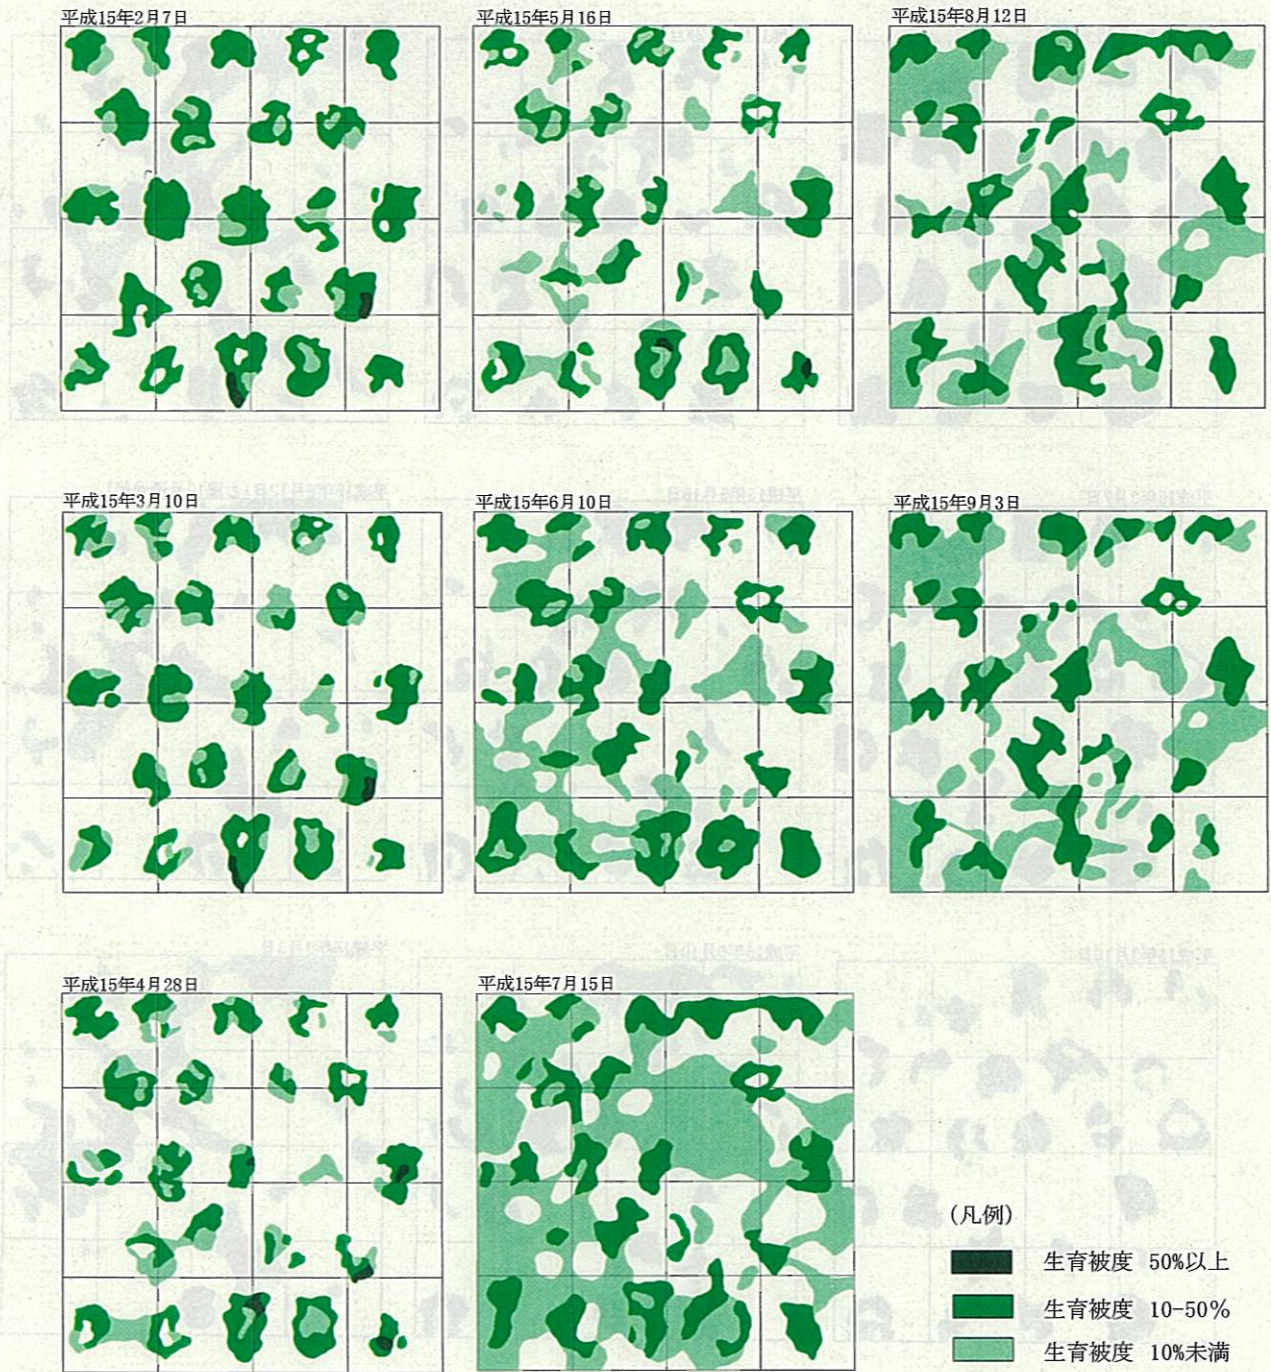 平成15年2月7日
平成15年5月16日
平成15年8月12日
平成15年3月10日
平成15年6月10日
平成15年9月3日
平成15年4月28日
平成15年7月15日
(凡例)
生育被度 50%以上
生育被度 10-50%
生育被度 10%未満